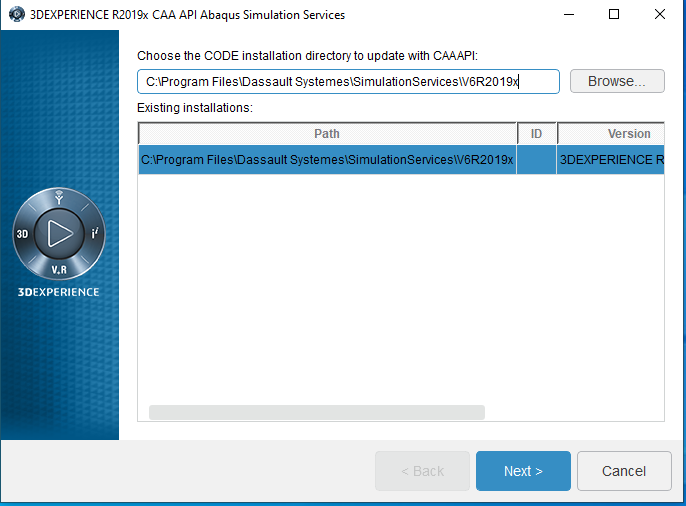 3DEXPERIENCE R2019x CAA API Abaqus Simulation Services
Choose the CODE installation directory to update with CAAAPI:
C:\Program Files\Dassault Systemes\SimulationServices\V6R2019x
Browse...
Existing installations:
Path ID Version
C:\Program Files\Dassault Systemes\SimulationServices\V6R2019x 3DEXPERIENCE R
3D
V.R
3DEXPERIENCE
< Back Next > Cancel